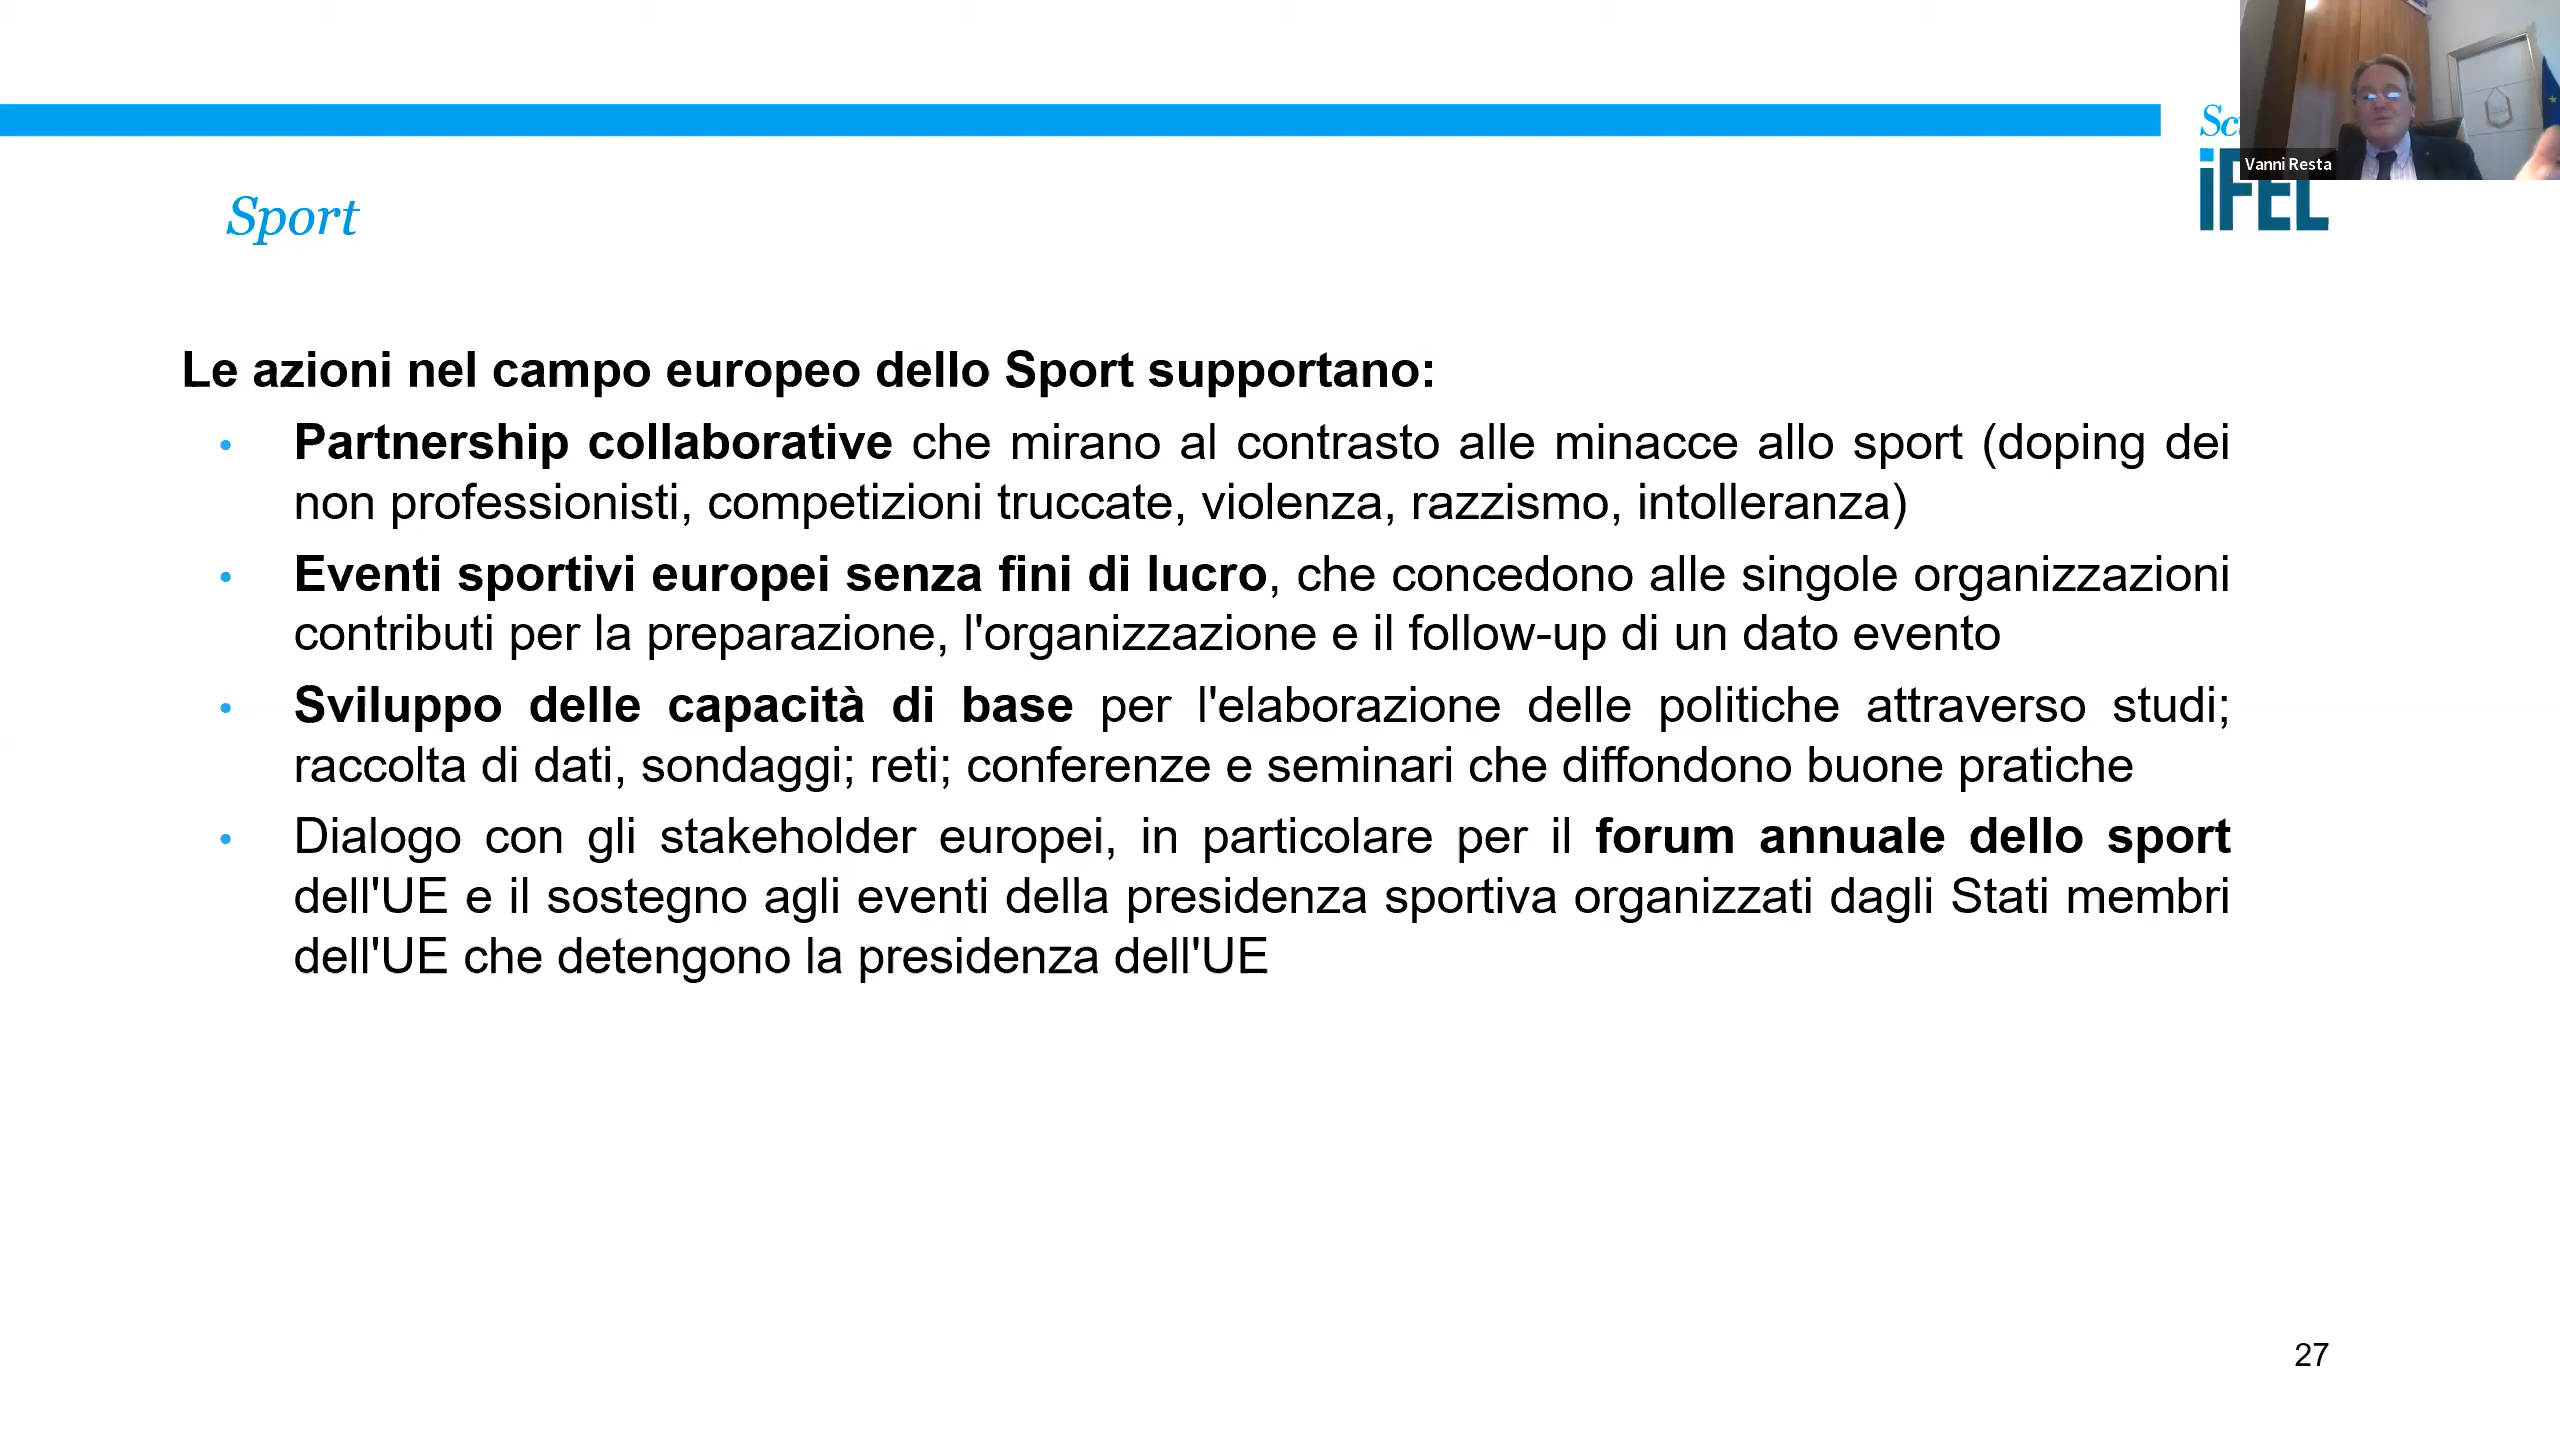 Vanni Resta
iFEL
Sport
Le azioni nel campo europeo dello Sport supportano:
• Partnership collaborative che mirano al contrasto alle minacce allo sport (doping dei
non professionisti, competizioni truccate, violenza, razzismo, intolleranza)
• Eventi sportivi europei senza fini di lucro, che concedono alle singole organizzazioni
contributi per la preparazione, l'organizzazione e il follow-up di un dato evento
• Sviluppo delle capacità di base per l'elaborazione delle politiche attraverso studi;
raccolta di dati, sondaggi; reti; conferenze e seminari che diffondono buone pratiche
• Dialogo con gli stakeholder europei, in particolare per il forum annuale dello sport
dell'UE e il sostegno agli eventi della presidenza sportiva organizzati dagli Stati membri
dell'UE che detengono la presidenza dell'UE
27